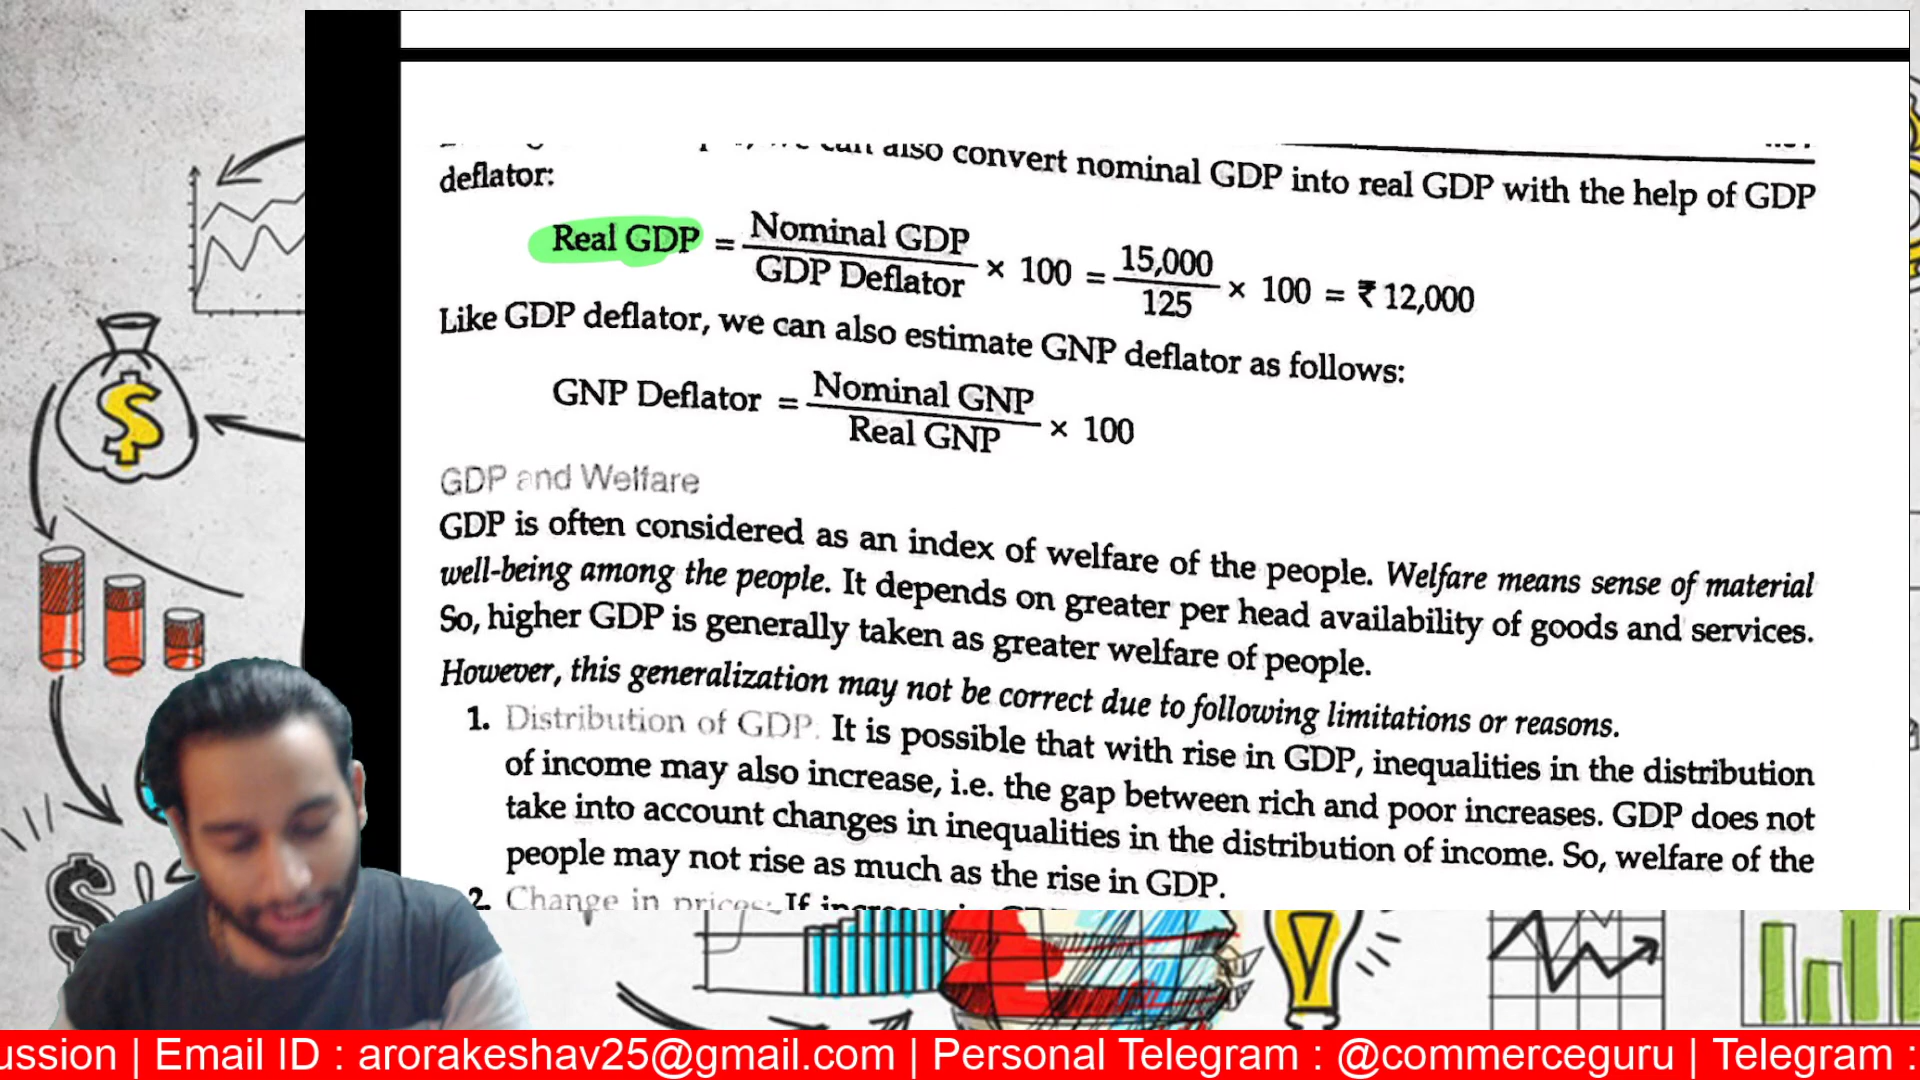 can also convert nominal GDP into real GDP with the help of GDP
deflator:
Real GDP = Nominal GDP / GDP Deflator × 100 = 15,000 / 125 × 100 = ₹ 12,000
Like GDP deflator, we can also estimate GNP deflator as follows:
GNP Deflator = Nominal GNP / Real GNP × 100
GDP and Welfare
GDP is often considered as an index of welfare of the people. Welfare means sense of material
well-being among the people. It depends on greater per head availability of goods and services.
So, higher GDP is generally taken as greater welfare of people.
However, this generalization may not be correct due to following limitations or reasons.
1. Distribution of GDP: It is possible that with rise in GDP, inequalities in the distribution
of income may also increase, i.e. the gap between rich and poor increases. GDP does not
take into account changes in inequalities in the distribution of income. So, welfare of the
people may not rise as much as the rise in GDP.
2. Change in prices: If
ussion | Email ID : arorakeshav25@gmail.com | Personal Telegram : @commerceguru | Telegram :